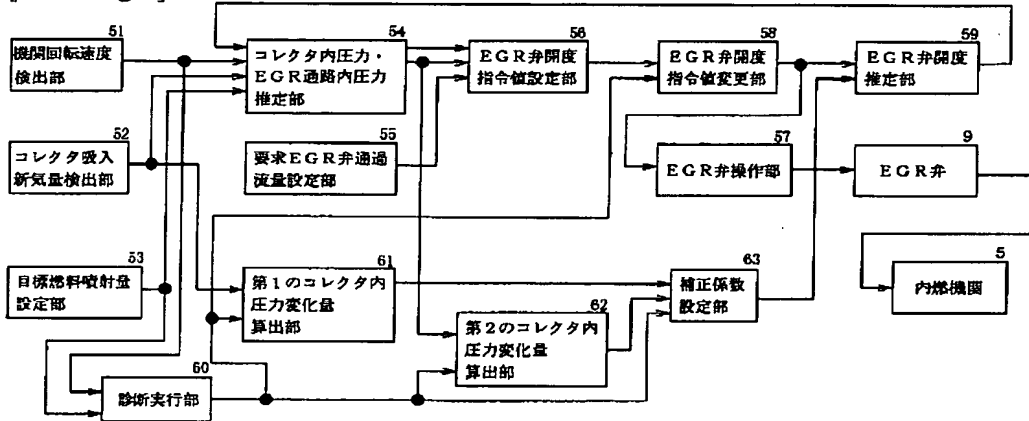 51
機関回転速度
検出部
54
コレクタ内圧力・
EGR通路内圧力
推定部
56
EGR弁開度
指令値設定部
58
EGR弁開度
指令値変更部
59
EGR弁開度
推定部
52
コレクタ吸入
新気量検出部
55
要求EGR弁通過
流量設定部
57
EGR弁操作部
9
EGR弁
53
目標燃料噴射量
設定部
61
第1のコレクタ内
圧力変化量
算出部
62
第2のコレクタ内
圧力変化量
算出部
63
補正係数
設定部
5
内燃機関
60
診断実行部